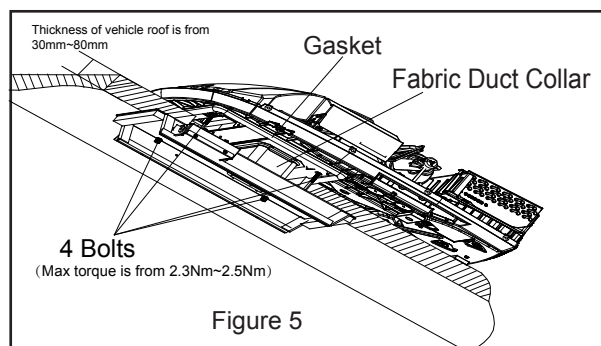 Thickness of vehicle roof is from
30mm~80mm
Gasket
Fabric Duct Collar
4 Bolts
(Max torque is from 2.3Nm~2.5Nm)
Figure 5